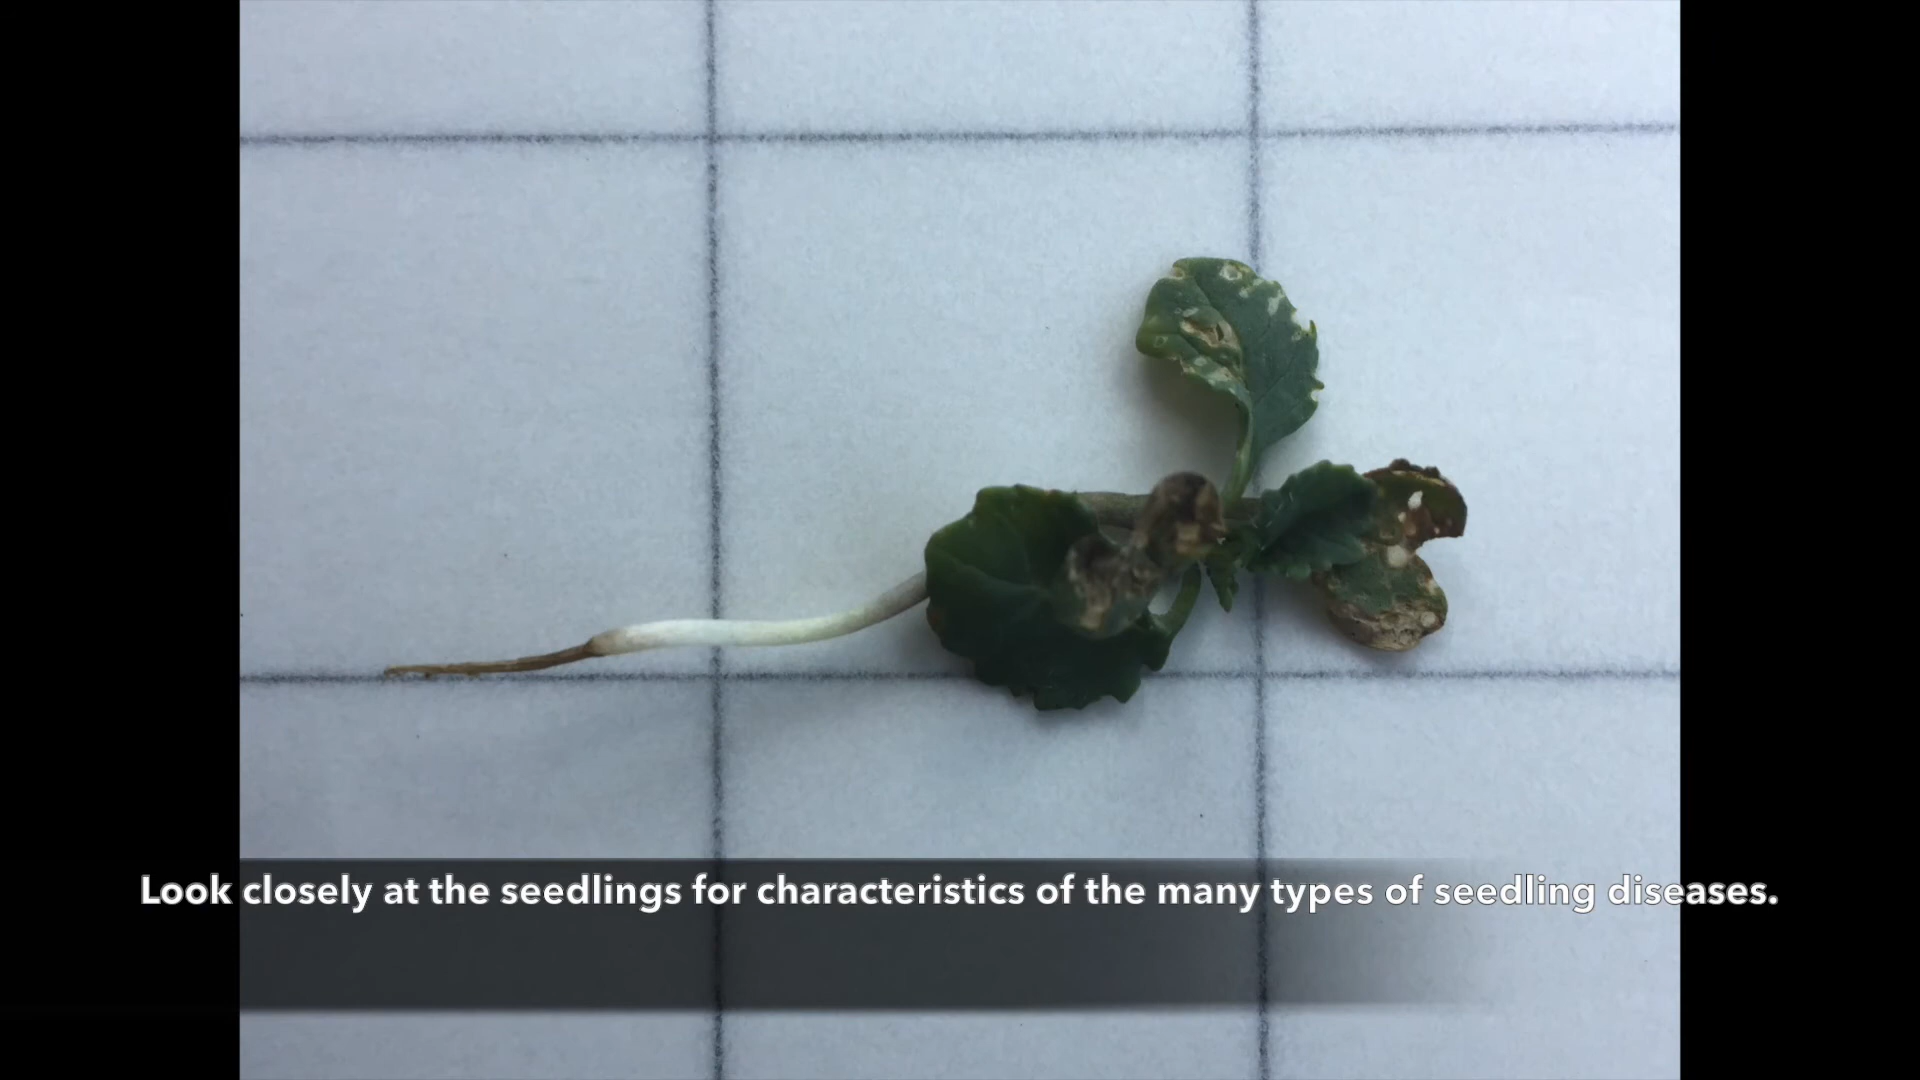 Look closely at the seedlings for characteristics of the many types of seedling diseases.